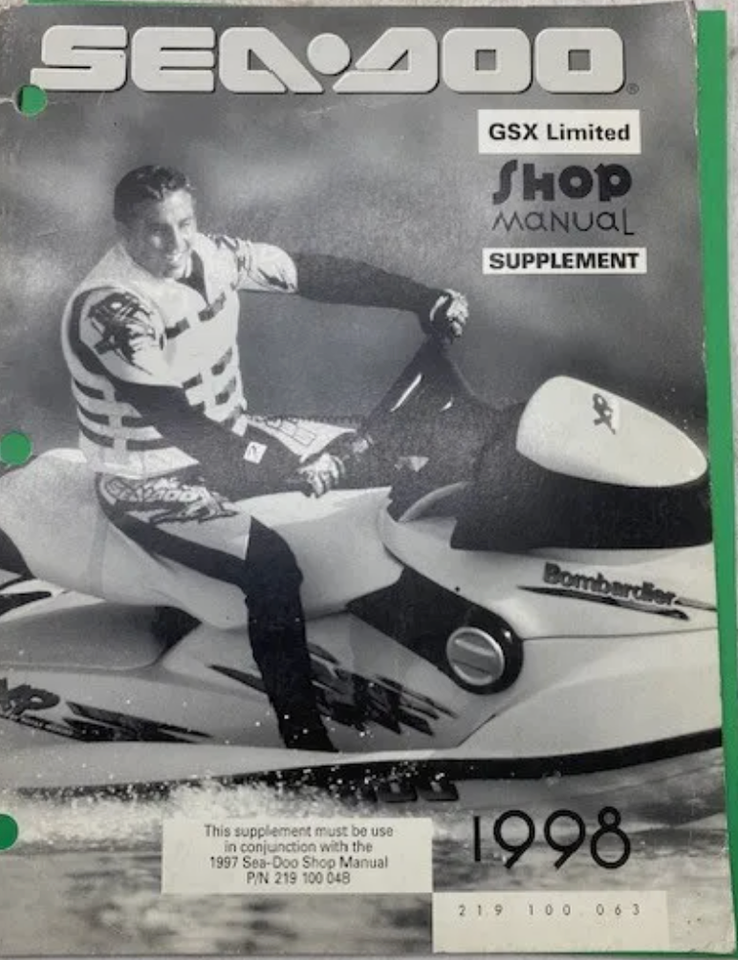 SEA-DOO®
GSX Limited
SHOP
MANUAL
SUPPLEMENT
Bombardier
XP
This supplement must be use
in conjunction with the
1997 Sea-Doo Shop Manual
P/N 219 100 048
1998
219 100 063